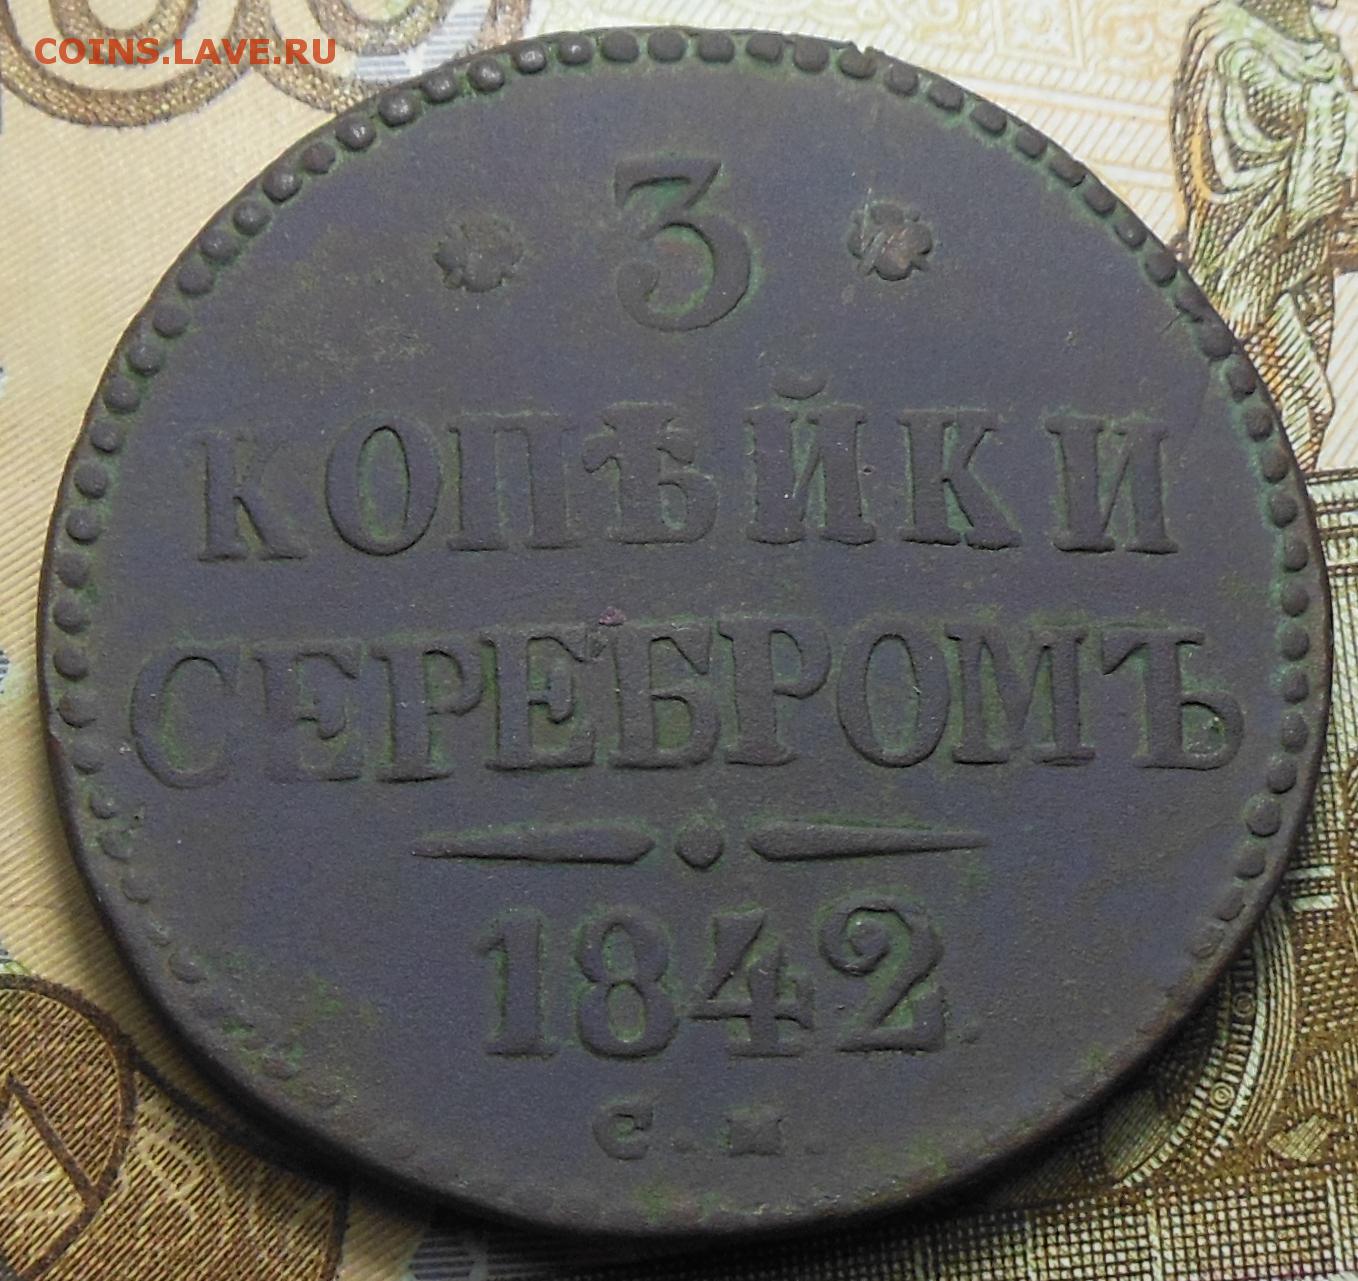 COINS.LAVE.RU
3
КОПѢЙКИ
СЕРЕБРОМЪ
1842.
С.М.